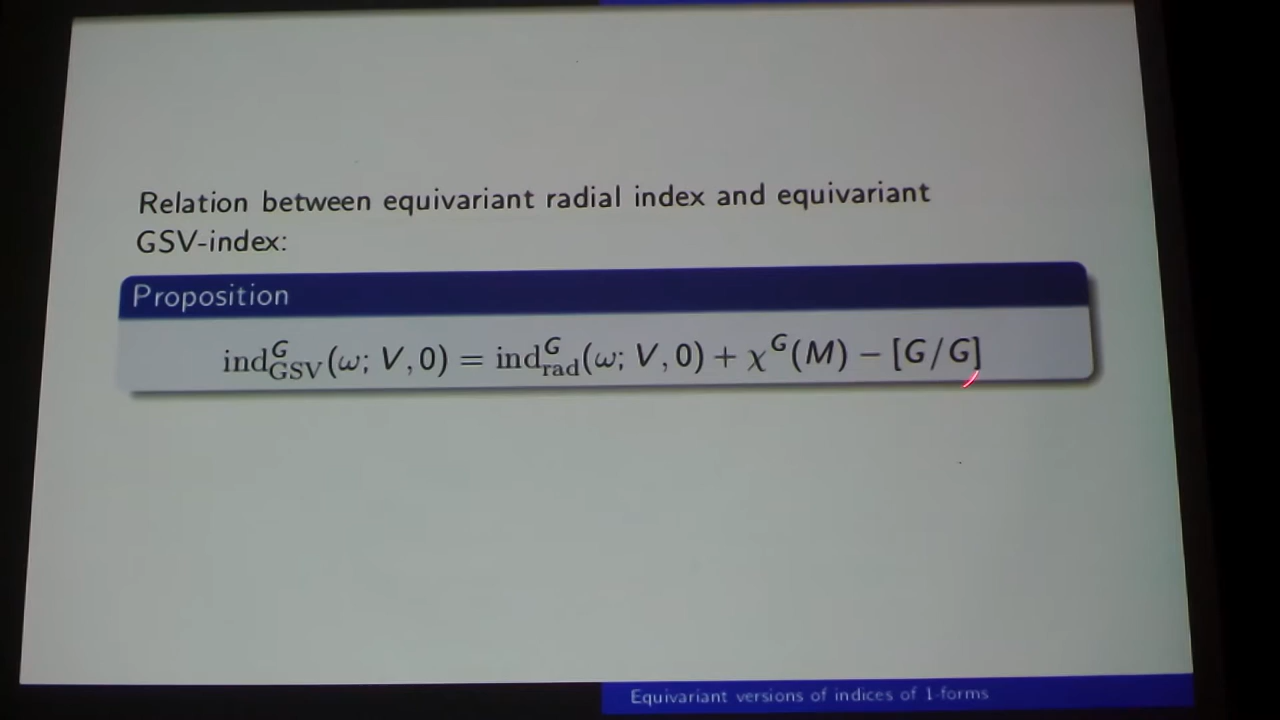 Relation between equivariant radial index and equivariant
GSV-index:
Proposition
ind^G_GSV(ω; V, 0) = ind^G_rad(ω; V, 0) + χ^G(M) − [G/G]
Equivariant versions of indices of 1-forms